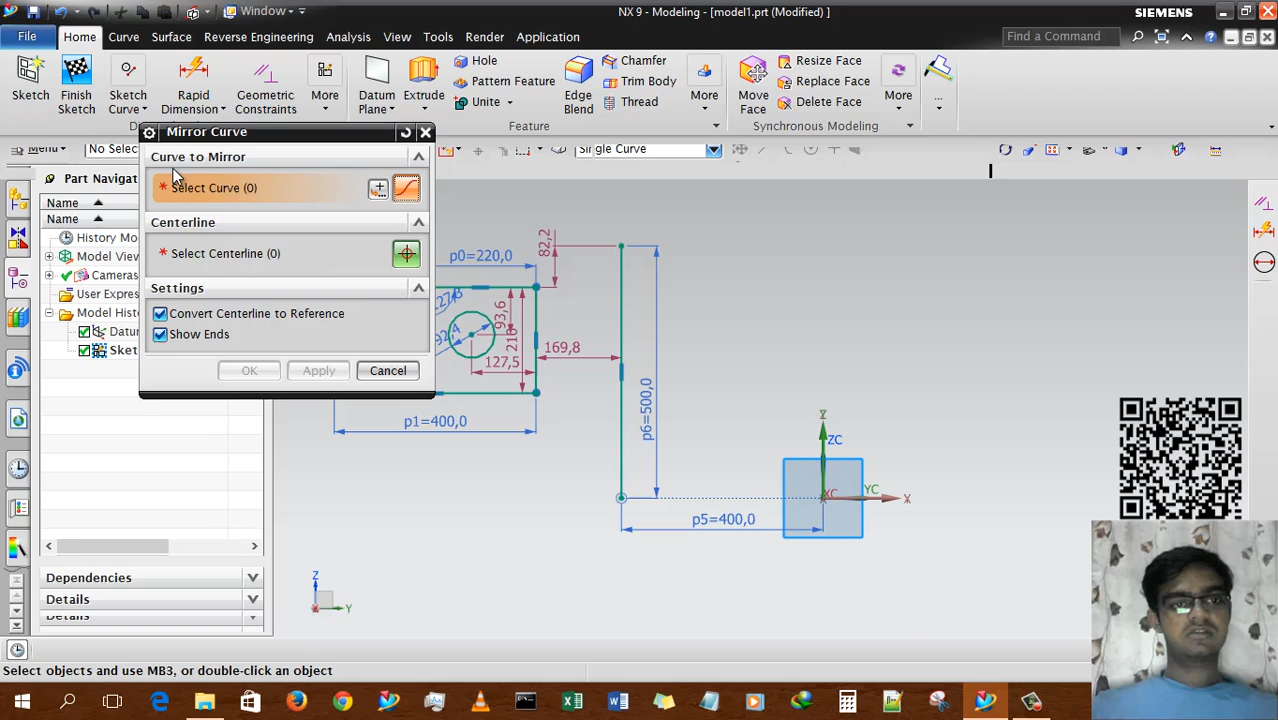 Window
NX 9 - Modeling - [model1.prt (Modified) ]
SIEMENS
File
Home
Curve
Surface
Reverse Engineering
Analysis
View
Tools
Render
Application
Find a Command
Sketch
Finish Sketch
Sketch Curve
Rapid Dimension
Geometric Constraints
More
Datum Plane
Extrude
Hole
Pattern Feature
Unite
Edge Blend
Chamfer
Trim Body
Thread
More
Move Face
Resize Face
Replace Face
Delete Face
More
...
Feature
Synchronous Modeling
Menu
No Selec
Single Curve
Mirror Curve
Curve to Mirror
* Select Curve (0)
Centerline
* Select Centerline (0)
Settings
Convert Centerline to Reference
Show Ends
OK
Apply
Cancel
Part Navigat
Name
Name
History Mo
Model View
Cameras
User Expres
Model Histo
Datu
Sket
Dependencies
Details
Details
p0=220,0
82,2
93,6
210
127,5
169,8
p1=400,0
p6=500,0
p5=400,0
ZC
YC
XC
X
Z
Y
Select objects and use MB3, or double-click an object